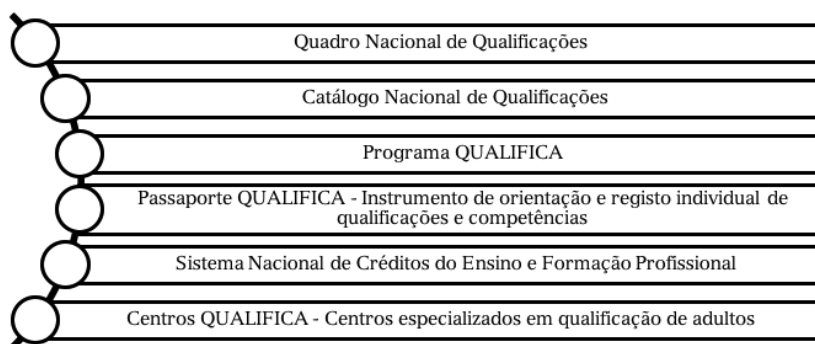 Quadro Nacional de Qualificações
Catálogo Nacional de Qualificações
Programa QUALIFICA
Passaporte QUALIFICA - Instrumento de orientação e registo individual de
qualificações e competências
Sistema Nacional de Créditos do Ensino e Formação Profissional
Centros QUALIFICA - Centros especializados em qualificação de adultos